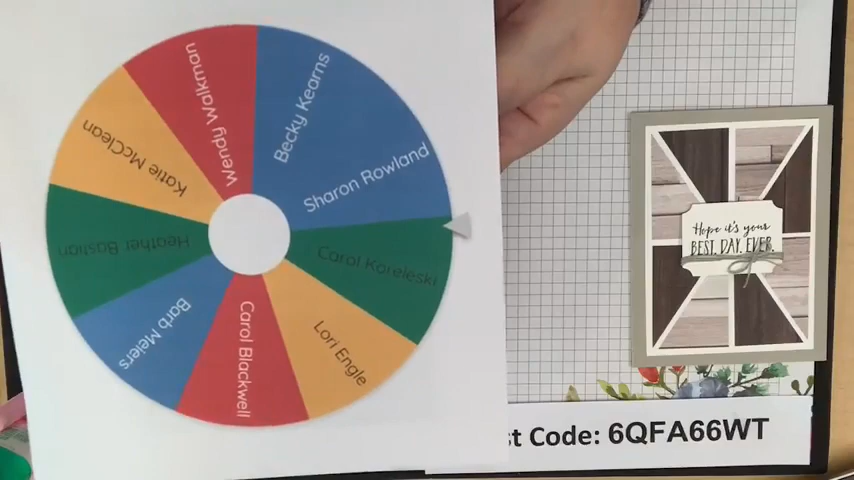 Wendy Walkman
Becky Kearns
Sharon Rowland
Carol Koreleski
Lori Engle
Carol Blackwell
Barb Meiers
Heather Bastian
Katie McClean
Hope it's your
BEST. DAY. EVER.
st Code: 6QFA66WT